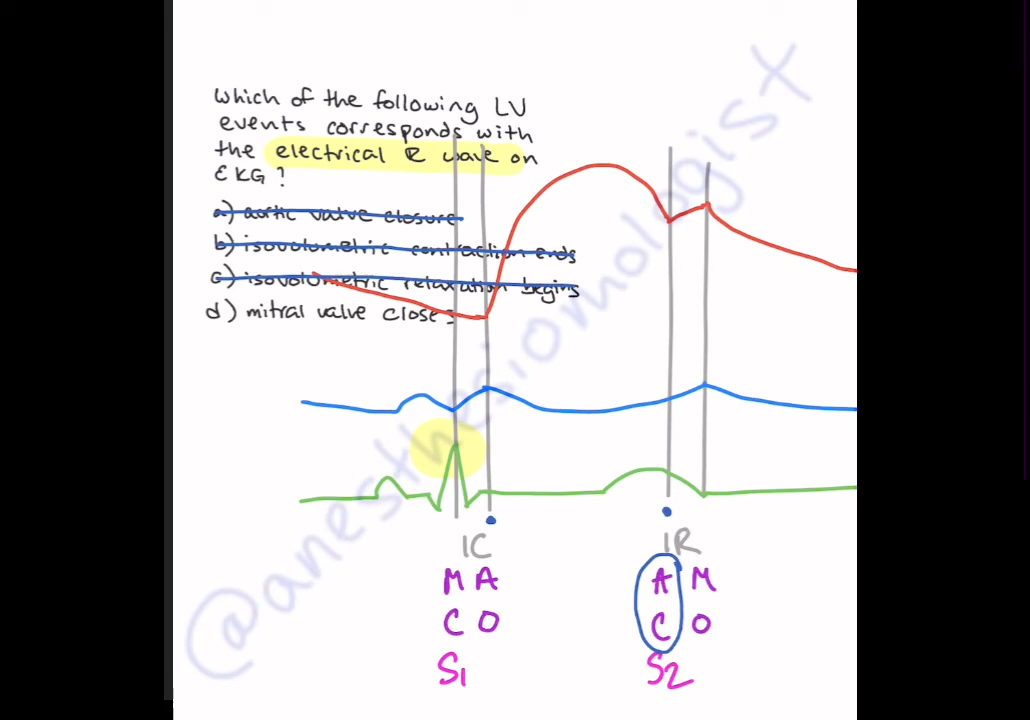 Which of the following LV
events corresponds with
the electrical R wave on
EKG?
a) aortic valve closure
b) isovolumetric contraction ends
c) isovolumetric relaxation begins
d) mitral valve closes
@anesthesiomologist
IC IR
M A A M
C O C O
S1 S2